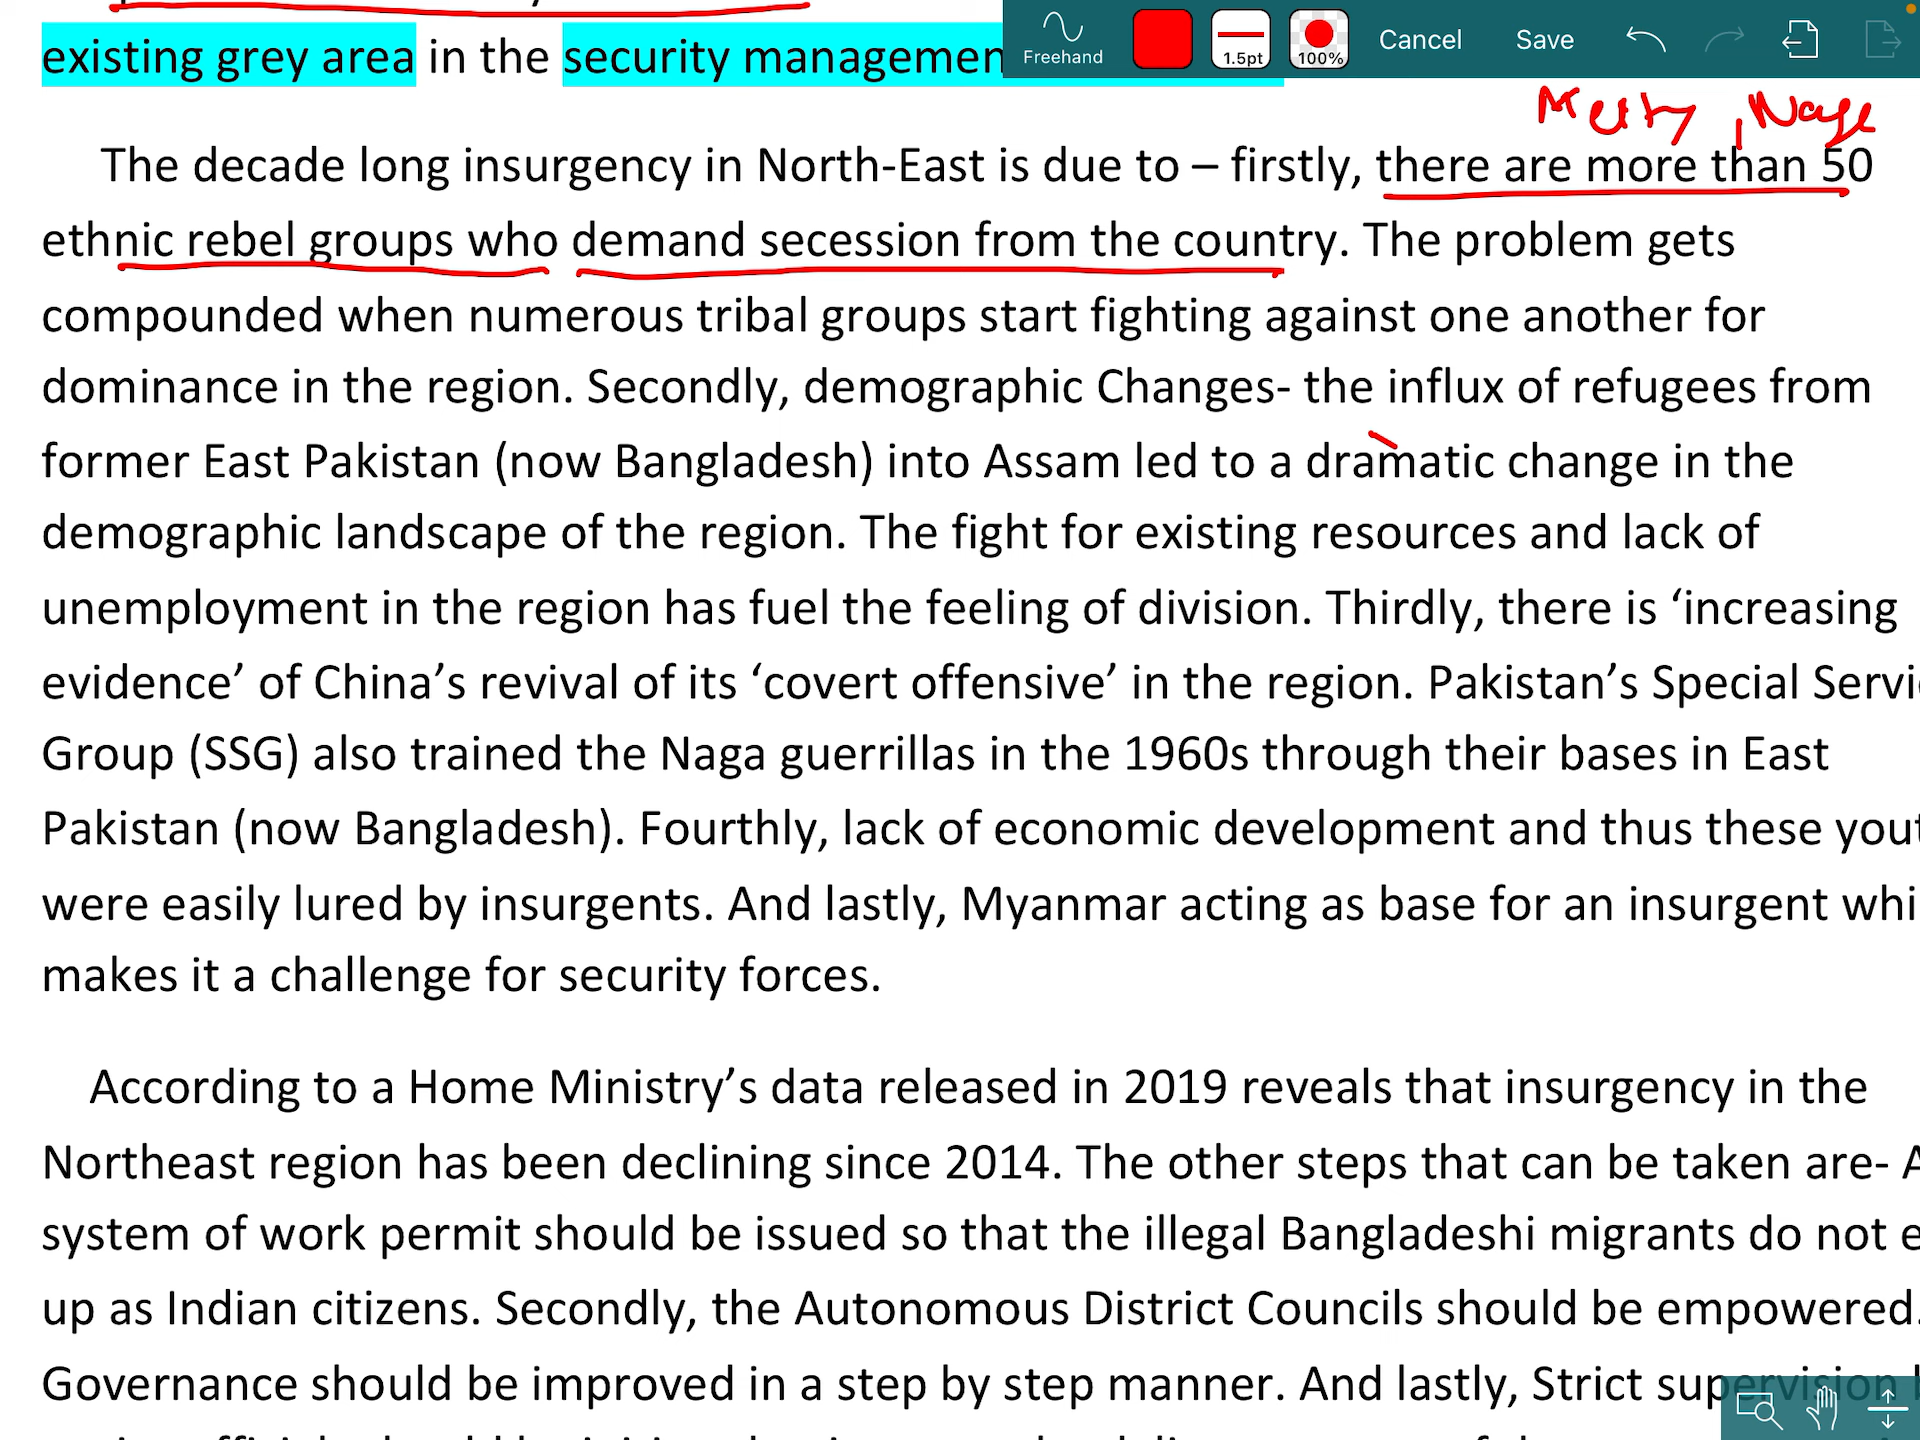 existing grey area in the security managemen
Freehand
1.5pt
100%
Cancel
Save
The decade long insurgency in North-East is due to – firstly, there are more than 50
ethnic rebel groups who demand secession from the country. The problem gets
compounded when numerous tribal groups start fighting against one another for
dominance in the region. Secondly, demographic Changes- the influx of refugees from
former East Pakistan (now Bangladesh) into Assam led to a dramatic change in the
demographic landscape of the region. The fight for existing resources and lack of
unemployment in the region has fuel the feeling of division. Thirdly, there is ‘increasing
evidence’ of China’s revival of its ‘covert offensive’ in the region. Pakistan’s Special Servi
Group (SSG) also trained the Naga guerrillas in the 1960s through their bases in East
Pakistan (now Bangladesh). Fourthly, lack of economic development and thus these you
were easily lured by insurgents. And lastly, Myanmar acting as base for an insurgent whi
makes it a challenge for security forces.
According to a Home Ministry’s data released in 2019 reveals that insurgency in the
Northeast region has been declining since 2014. The other steps that can be taken are- A
system of work permit should be issued so that the illegal Bangladeshi migrants do not e
up as Indian citizens. Secondly, the Autonomous District Councils should be empowered.
Governance should be improved in a step by step manner. And lastly, Strict supervision